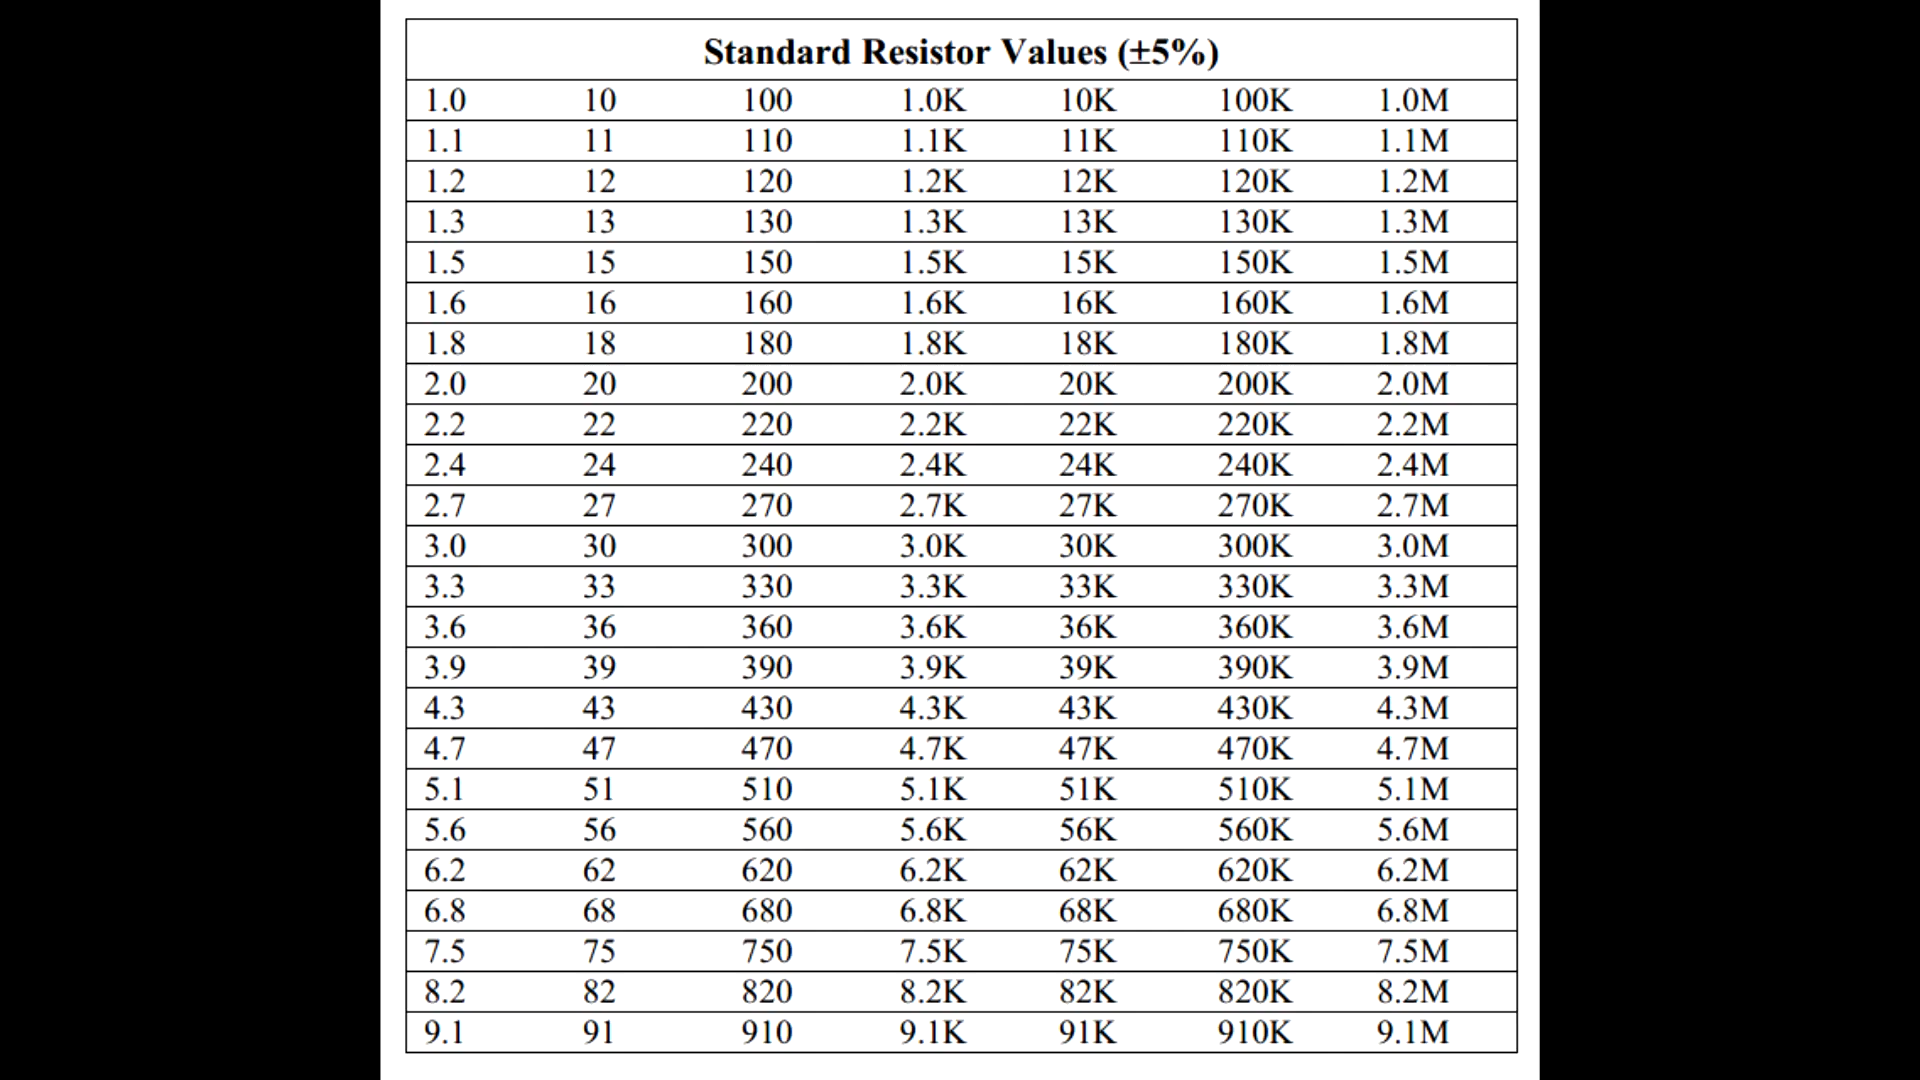 Standard Resistor Values (±5%)
1.0 10 100 1.0K 10K 100K 1.0M
1.1 11 110 1.1K 11K 110K 1.1M
1.2 12 120 1.2K 12K 120K 1.2M
1.3 13 130 1.3K 13K 130K 1.3M
1.5 15 150 1.5K 15K 150K 1.5M
1.6 16 160 1.6K 16K 160K 1.6M
1.8 18 180 1.8K 18K 180K 1.8M
2.0 20 200 2.0K 20K 200K 2.0M
2.2 22 220 2.2K 22K 220K 2.2M
2.4 24 240 2.4K 24K 240K 2.4M
2.7 27 270 2.7K 27K 270K 2.7M
3.0 30 300 3.0K 30K 300K 3.0M
3.3 33 330 3.3K 33K 330K 3.3M
3.6 36 360 3.6K 36K 360K 3.6M
3.9 39 390 3.9K 39K 390K 3.9M
4.3 43 430 4.3K 43K 430K 4.3M
4.7 47 470 4.7K 47K 470K 4.7M
5.1 51 510 5.1K 51K 510K 5.1M
5.6 56 560 5.6K 56K 560K 5.6M
6.2 62 620 6.2K 62K 620K 6.2M
6.8 68 680 6.8K 68K 680K 6.8M
7.5 75 750 7.5K 75K 750K 7.5M
8.2 82 820 8.2K 82K 820K 8.2M
9.1 91 910 9.1K 91K 910K 9.1M